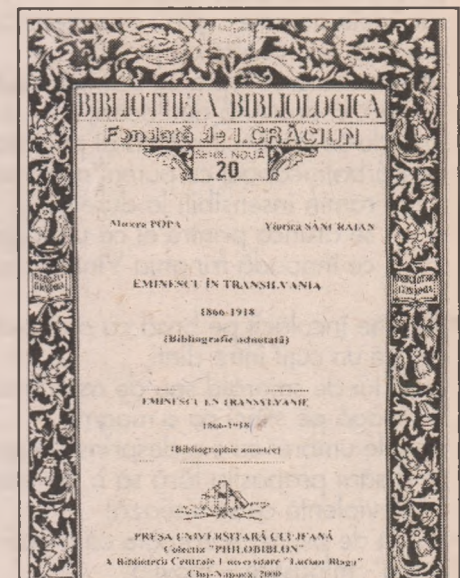 BIBLIOTHECA BIBLIOLOGICA
Fondată de I. CRĂCIUN
SERIE NOUĂ
20
Mircea POPA Viorica SÂNCRAIAN
EMINESCU ÎN TRANSILVANIA
1866-1918
(Bibliografie adnotată)
EMINESCU EN TRANSYLVANIE
1866-1918
(Bibliographie annotée)
PRESA UNIVERSITARĂ CLUJEANĂ
Colecţia "PHILOBIBLON"
A Bibliotecii Centrale Universitare "Lucian Blaga"
Cluj-Napoca, 2000